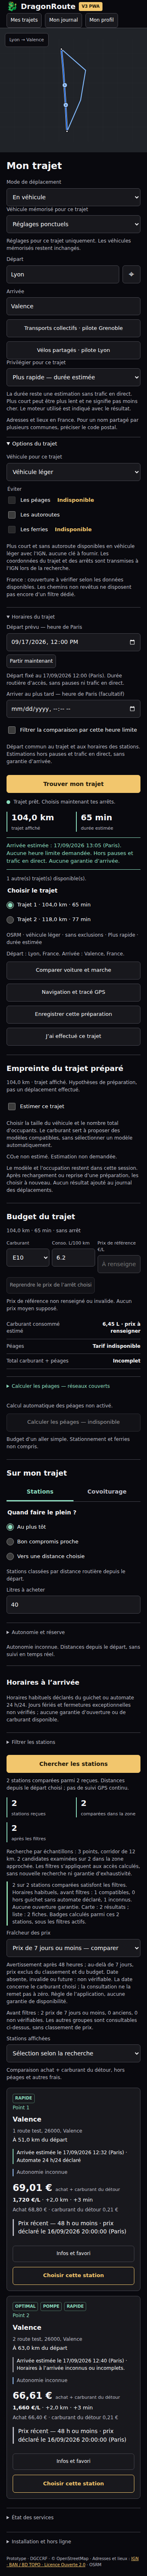 DragonRoute V3 PWA
Mes trajets Mon journal Mon profil
Lyon → Valence
Mon trajet
Mode de déplacement
En véhicule
Véhicule mémorisé pour ce trajet
Réglages ponctuels
Réglages pour ce trajet uniquement. Les véhicules
mémorisés restent inchangés.
Départ
Lyon
Arrivée
Valence
Transports collectifs · pilote Grenoble
Vélos partagés · pilote Lyon
Privilégier pour ce trajet
Plus rapide — durée estimée
La durée reste une estimation sans trafic en direct.
Plus court peut être plus lent et ne signifie pas moins
cher. Le moteur utilisé est indiqué avec le résultat.
Adresses et lieux en France. Pour un nom partagé par
plusieurs communes, préciser le code postal.
Options du trajet
Véhicule pour ce trajet
Véhicule léger
Éviter
Les péages Indisponible
Les autoroutes
Les ferries Indisponible
Plus court et sans autoroute disponibles en véhicule
léger avec l'IGN, aucune clé à fournir. Les
coordonnées du trajet et des arrêts sont transmises à
l'IGN lors de la recherche.
France : couverture à vérifier selon les données
disponibles. Les chemins non revêtus ne disposent
pas encore d'un filtre dédié.
Horaires du trajet
Départ prévu — heure de Paris
09/17/2026, 12:00 PM
Partir maintenant
Départ fixé au 17/09/2026 12:00 (Paris). Durée
routière d'accès, sans pauses ni trafic en direct.
Arriver au plus tard — heure de Paris (facultatif)
mm/dd/yyyy, --:-- --
Filtrer la comparaison par cette heure limite
Départ commun au trajet et aux horaires des stations.
Estimations hors pauses et trafic en direct, sans
garantie d'arrivée.
Trouver mon trajet
Trajet prêt. Choisis maintenant tes arrêts.
104,0 km
trajet affiché
65 min
durée estimée
Arrivée estimée : 17/09/2026 13:05 (Paris).
Aucune heure limite demandée. Hors pauses et
trafic en direct. Aucune garantie d'arrivée.
1 autre(s) trajet(s) disponible(s).
Choisir le trajet
Trajet 1 · 104,0 km · 65 min
Trajet 2 · 118,0 km · 77 min
OSRM · véhicule léger · sans exclusions · Plus rapide ·
durée estimée
Départ : Lyon, France. Arrivée : Valence, France.
Comparer voiture et marche
Navigation et tracé GPS
Enregistrer cette préparation
J'ai effectué ce trajet
Empreinte du trajet préparé
104,0 km · trajet affiché. Hypothèses de préparation,
pas un déplacement effectué.
Estimer ce trajet
Choisir la taille du véhicule et le nombre total
d'occupants. Le carburant sert à proposer des
modèles compatibles, sans sélectionner un modèle
automatiquement.
CO₂e non estimé. Estimation non demandée.
Le modèle et l'occupation restent dans cette session.
Après rechargement ou reprise d'une préparation, les
choisir à nouveau. Aucun résultat ajouté au journal
des déplacements.
Budget du trajet
104,0 km · 65 min · sans arrêt
Carburant
E10
Conso. L/100 km
6.2
Prix de référence
€/L
À renseigner
Reprendre le prix de l'arrêt choisi
Prix de référence non renseigné ou invalide. Aucun
prix moyen supposé.
Carburant consommé
estimé
6,45 L · prix à
renseigner
Péages Tarif indisponible
Total carburant + péages Incomplet
Calculer les péages — réseaux couverts
Calcul automatique des péages non activé.
Calculer les péages — indisponible
Budget d'un aller simple. Stationnement et ferries
non compris.
Sur mon trajet
Stations Covoiturage
Quand faire le plein ?
Au plus tôt
Bon compromis proche
Vers une distance choisie
Stations classées par distance routière depuis le
départ.
Litres à acheter
40
Autonomie et réserve
Autonomie inconnue. Distances depuis le départ, sans
suivi en temps réel.
Horaires à l'arrivée
Horaires habituels déclarés du guichet ou automate
24 h/24. Jours fériés et fermetures exceptionnelles
non vérifiés ; aucune garantie d'ouverture ou de
carburant disponible.
Filtrer les stations
Chercher les stations
2 stations comparées parmi 2 reçues. Distances
depuis le départ choisi ; pas de suivi GPS continu.
2
stations reçues
2
comparées dans la zone
2
après les filtres
Recherche par échantillons : 3 points, corridor de 12
km. 2 candidates examinées sur 2 dans la zone
approchée. Les filtres s'appliquent aux accès calculés,
sans nouvelle recherche ni garantie d'exhaustivité.
2 sur 2 stations comparées satisfont les filtres.
Horaires habituels, avant filtres : 1 compatible, 0
hors guichet sans automate déclaré, 1 inconnue.
Aucune ouverture garantie. Carte : 2 résultats ;
liste : 2 fiches. Badges calculés parmi ces 2
stations, sous les filtres actifs.
Fraîcheur des prix
Prix de 7 jours ou moins — comparer
Avertissement après 48 heures ; au-delà de 7 jours,
prix exclus du classement et du budget. Date
absente, invalide ou future : non vérifiable. La date
concerne le carburant choisi ; la consultation ne la
remet pas à zéro. Règle de l'application, aucune
garantie de disponibilité.
Avant filtres : 2 prix de 7 jours ou moins, 0 anciens, 0
non vérifiables. Les autres groupes sont consultables
ci-dessus, sans classement de prix.
Stations affichées
Sélection selon la recherche
Comparaison achat + carburant du détour, hors
péages et autres frais.
RAPIDE
Point 1
Valence
1 route test, 26000, Valence
À 51,0 km du départ
Arrivée estimée le 17/09/2026 12:32 (Paris) ·
Automate 24 h/24 déclaré
Autonomie inconnue
69,01 € achat + carburant du détour
1,720 €/L · +2,0 km · +3 min
Achat 68,80 € · carburant du détour 0,21 €
Prix récent — 48 h ou moins · prix
déclaré le 16/09/2026 20:00:00 (Paris)
Infos et favori
Choisir cette station
OPTIMAL POMPE RAPIDE
Point 2
Valence
2 route test, 26000, Valence
À 63,0 km du départ
Arrivée estimée le 17/09/2026 12:40 (Paris) ·
Horaires à l'arrivée inconnus ou incomplets.
Autonomie inconnue
66,61 € achat + carburant du détour
1,660 €/L · +2,0 km · +3 min
Achat 66,40 € · carburant du détour 0,21 €
Prix récent — 48 h ou moins · prix
déclaré le 16/09/2026 20:00:00 (Paris)
Infos et favori
Choisir cette station
État des services
Installation et hors ligne
Prototype · DGCCRF · © OpenStreetMap · Adresses et lieux : IGN
· BAN / BD TOPO · Licence Ouverte 2.0 · OSRM